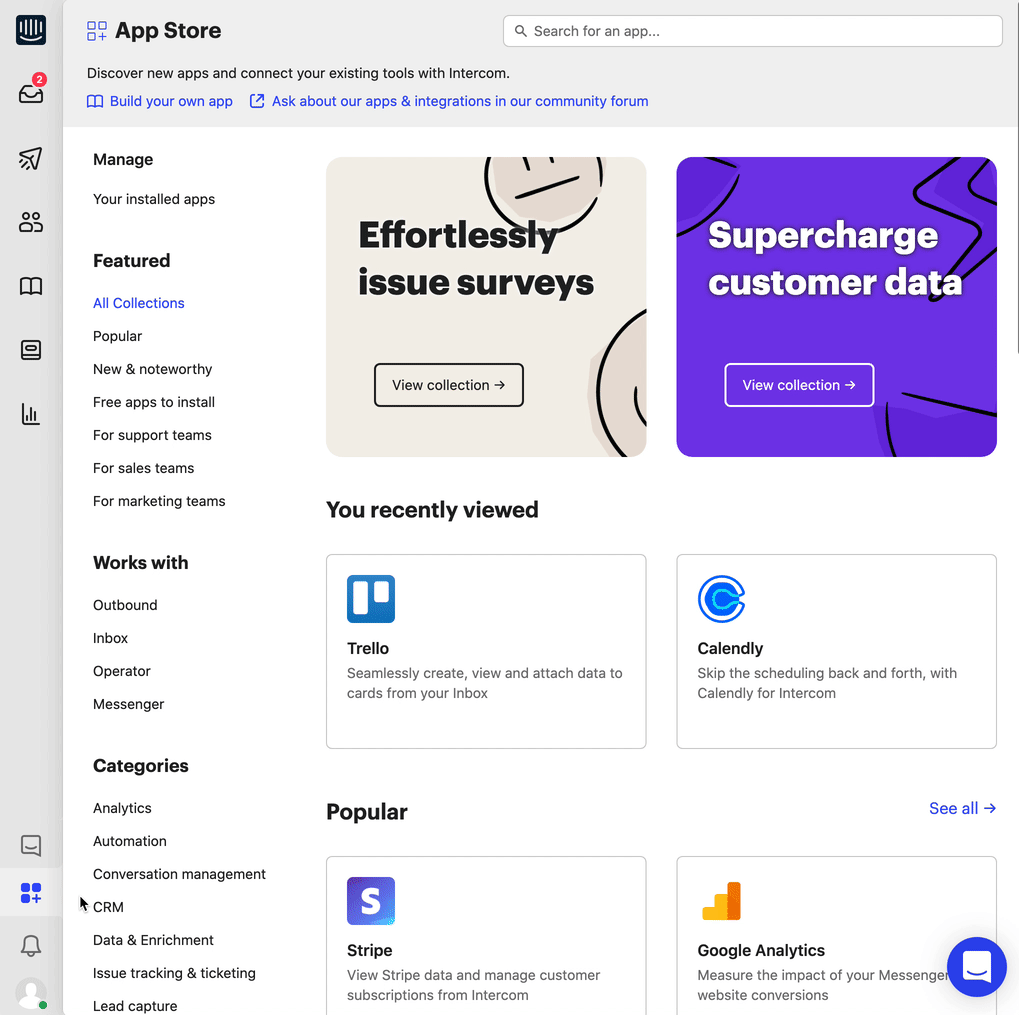 App Store
Search for an app...
Discover new apps and connect your existing tools with Intercom.
Build your own app
Ask about our apps & integrations in our community forum
2
Manage
Your installed apps
Featured
All Collections
Popular
New & noteworthy
Free apps to install
For support teams
For sales teams
For marketing teams
Works with
Outbound
Inbox
Operator
Messenger
Categories
Analytics
Automation
Conversation management
CRM
Data & Enrichment
Issue tracking & ticketing
Lead capture
Effortlessly
issue surveys
View collection →
Supercharge
customer data
View collection →
You recently viewed
Trello
Seamlessly create, view and attach data to
cards from your Inbox
Calendly
Skip the scheduling back and forth, with
Calendly for Intercom
Popular
See all →
S
Stripe
View Stripe data and manage customer
subscriptions from Intercom
Google Analytics
Measure the impact of your Messenger
website conversions